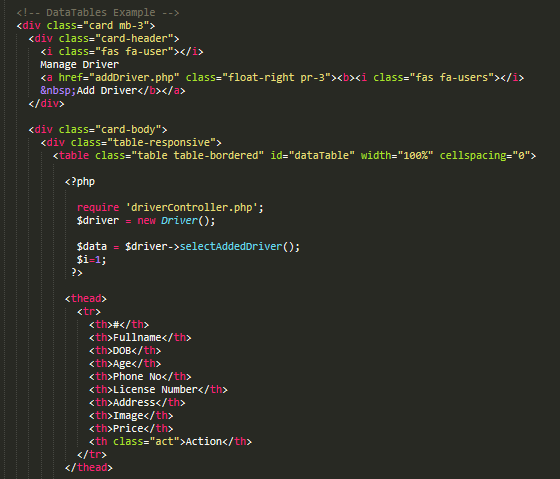 <!-- DataTables Example -->
<div class="card mb-3">
<div class="card-header">
<i class="fas fa-user"></i>
Manage Driver
<a href="addDriver.php" class="float-right pr-3"><b><i class="fas fa-users"></i>
&nbsp;Add Driver</b></a>
</div>
<div class="card-body">
<div class="table-responsive">
<table class="table table-bordered" id="dataTable" width="100%" cellspacing="0">
<?php
require 'driverController.php';
$driver = new Driver();
$data = $driver->selectAddedDriver();
$i=1;
?>
<thead>
<tr>
<th>#</th>
<th>Fullname</th>
<th>DOB</th>
<th>Age</th>
<th>Phone No</th>
<th>License Number</th>
<th>Address</th>
<th>Image</th>
<th>Price</th>
<th class="act">Action</th>
</tr>
</thead>